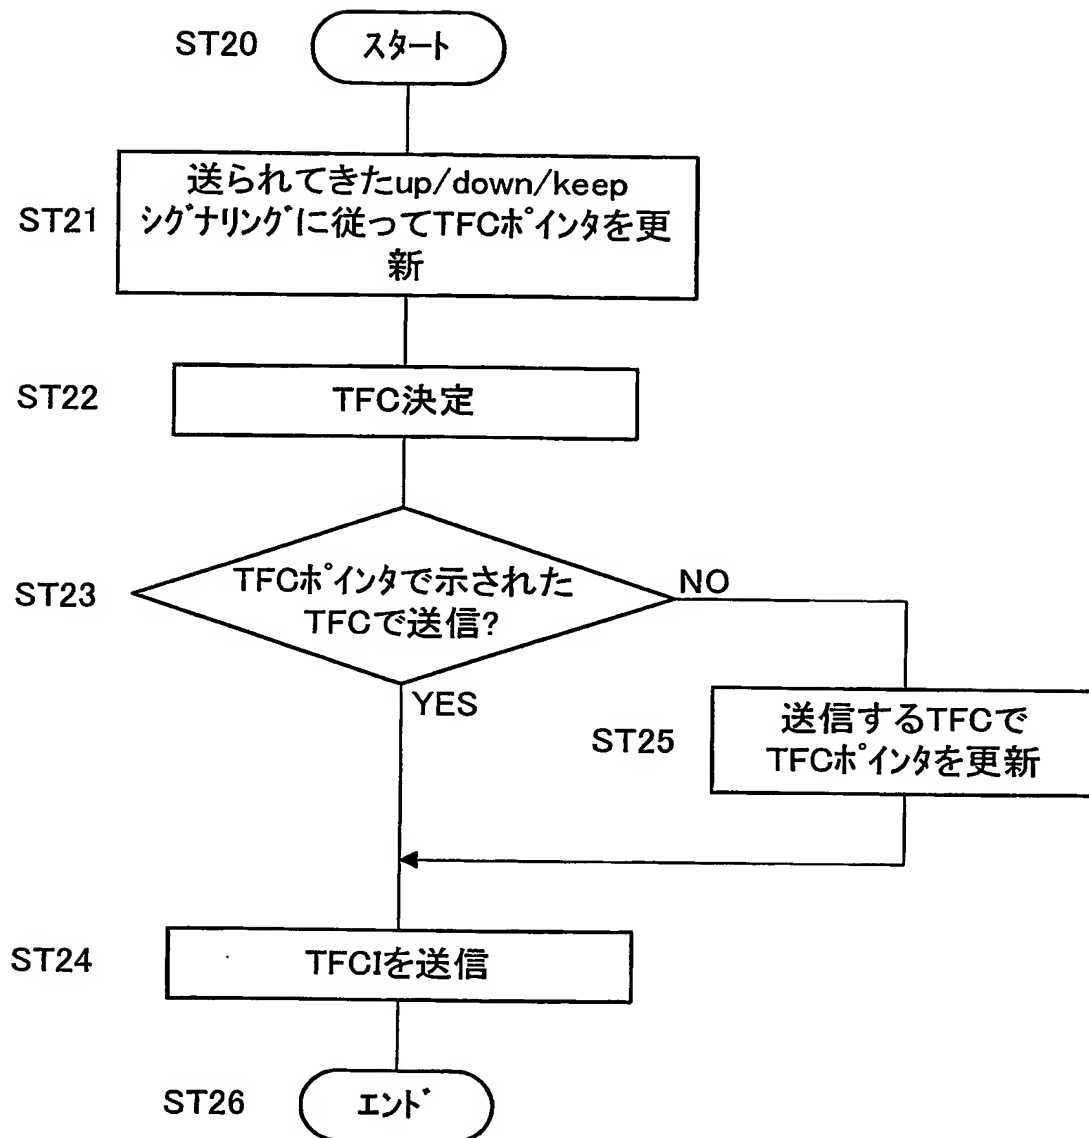 ST20
スタート
ST21
送られてきたup/down/keep
ｼｸﾞﾅﾘﾝｸﾞに従ってTFCﾎﾟｲﾝﾀを更
新
ST22
TFC決定
ST23
TFCﾎﾟｲﾝﾀで示された
TFCで送信?
NO
YES
ST25
送信するTFCで
TFCﾎﾟｲﾝﾀを更新
ST24
TFCIを送信
ST26
ｴﾝﾄﾞ